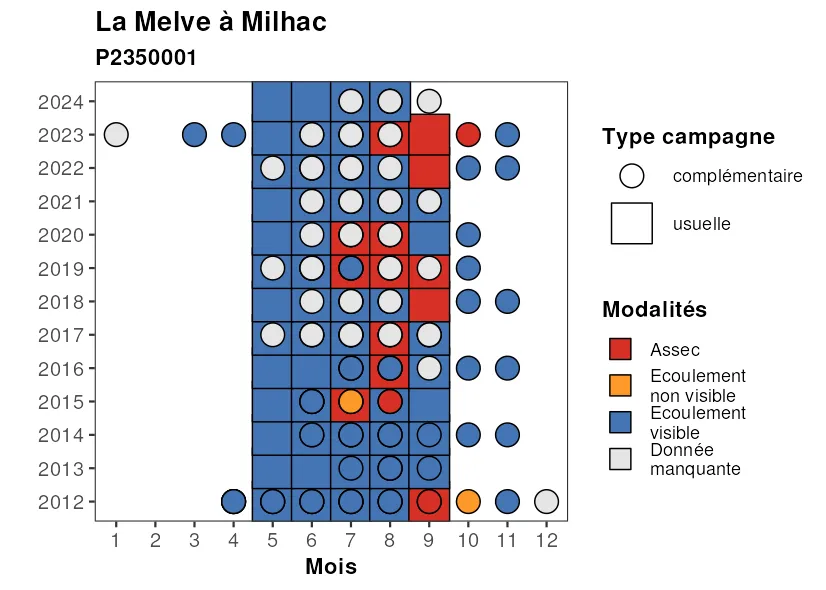 La Melve à Milhac
P2350001
2024
2023
2022
2021
2020
2019
2018
2017
2016
2015
2014
2013
2012
1 2 3 4 5 6 7 8 9 10 11 12
Mois
Type campagne
complémentaire
usuelle
Modalités
Assec
Ecoulement
non visible
Ecoulement
visible
Donnée
manquante